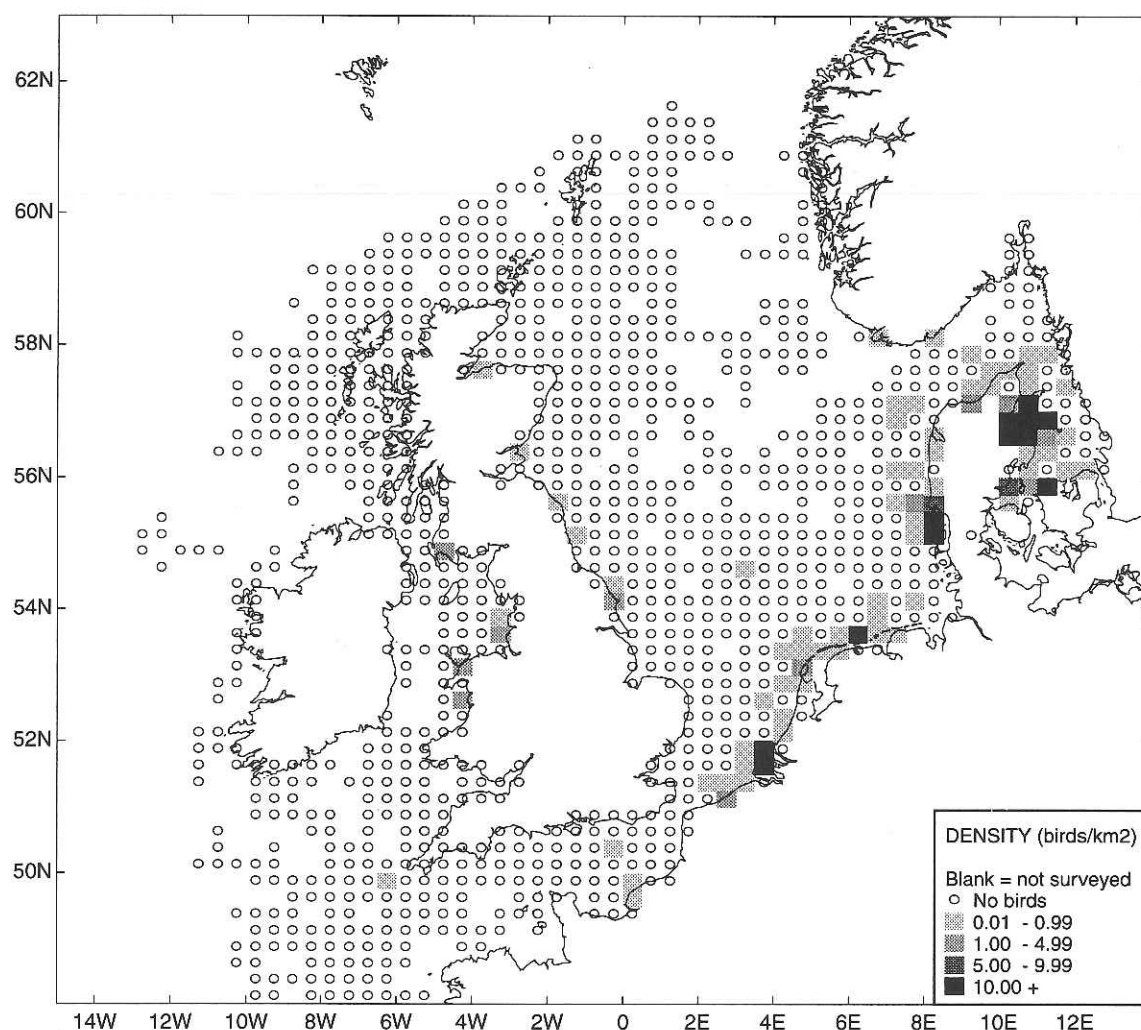 62N
60N
58N
56N
54N
52N
50N
14W 12W 10W 8W 6W 4W 2W 0 2E 4E 6E 8E 10E 12E
DENSITY (birds/km2)
Blank = not surveyed
No birds
0.01 - 0.99
1.00 - 4.99
5.00 - 9.99
10.00 +